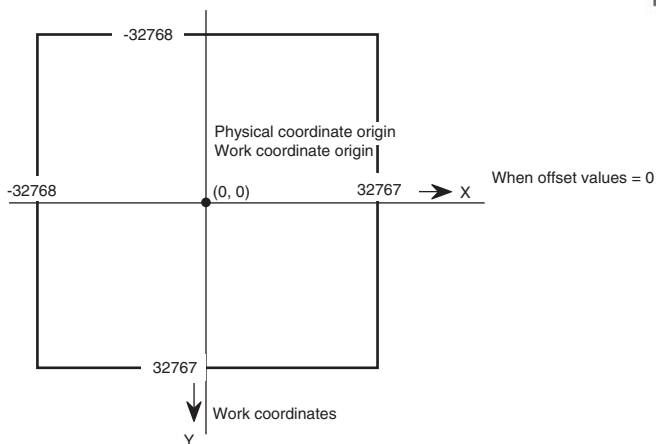 -32768
Physical coordinate origin
Work coordinate origin
-32768
(0, 0)
32767
X
When offset values = 0
32767
Work coordinates
Y